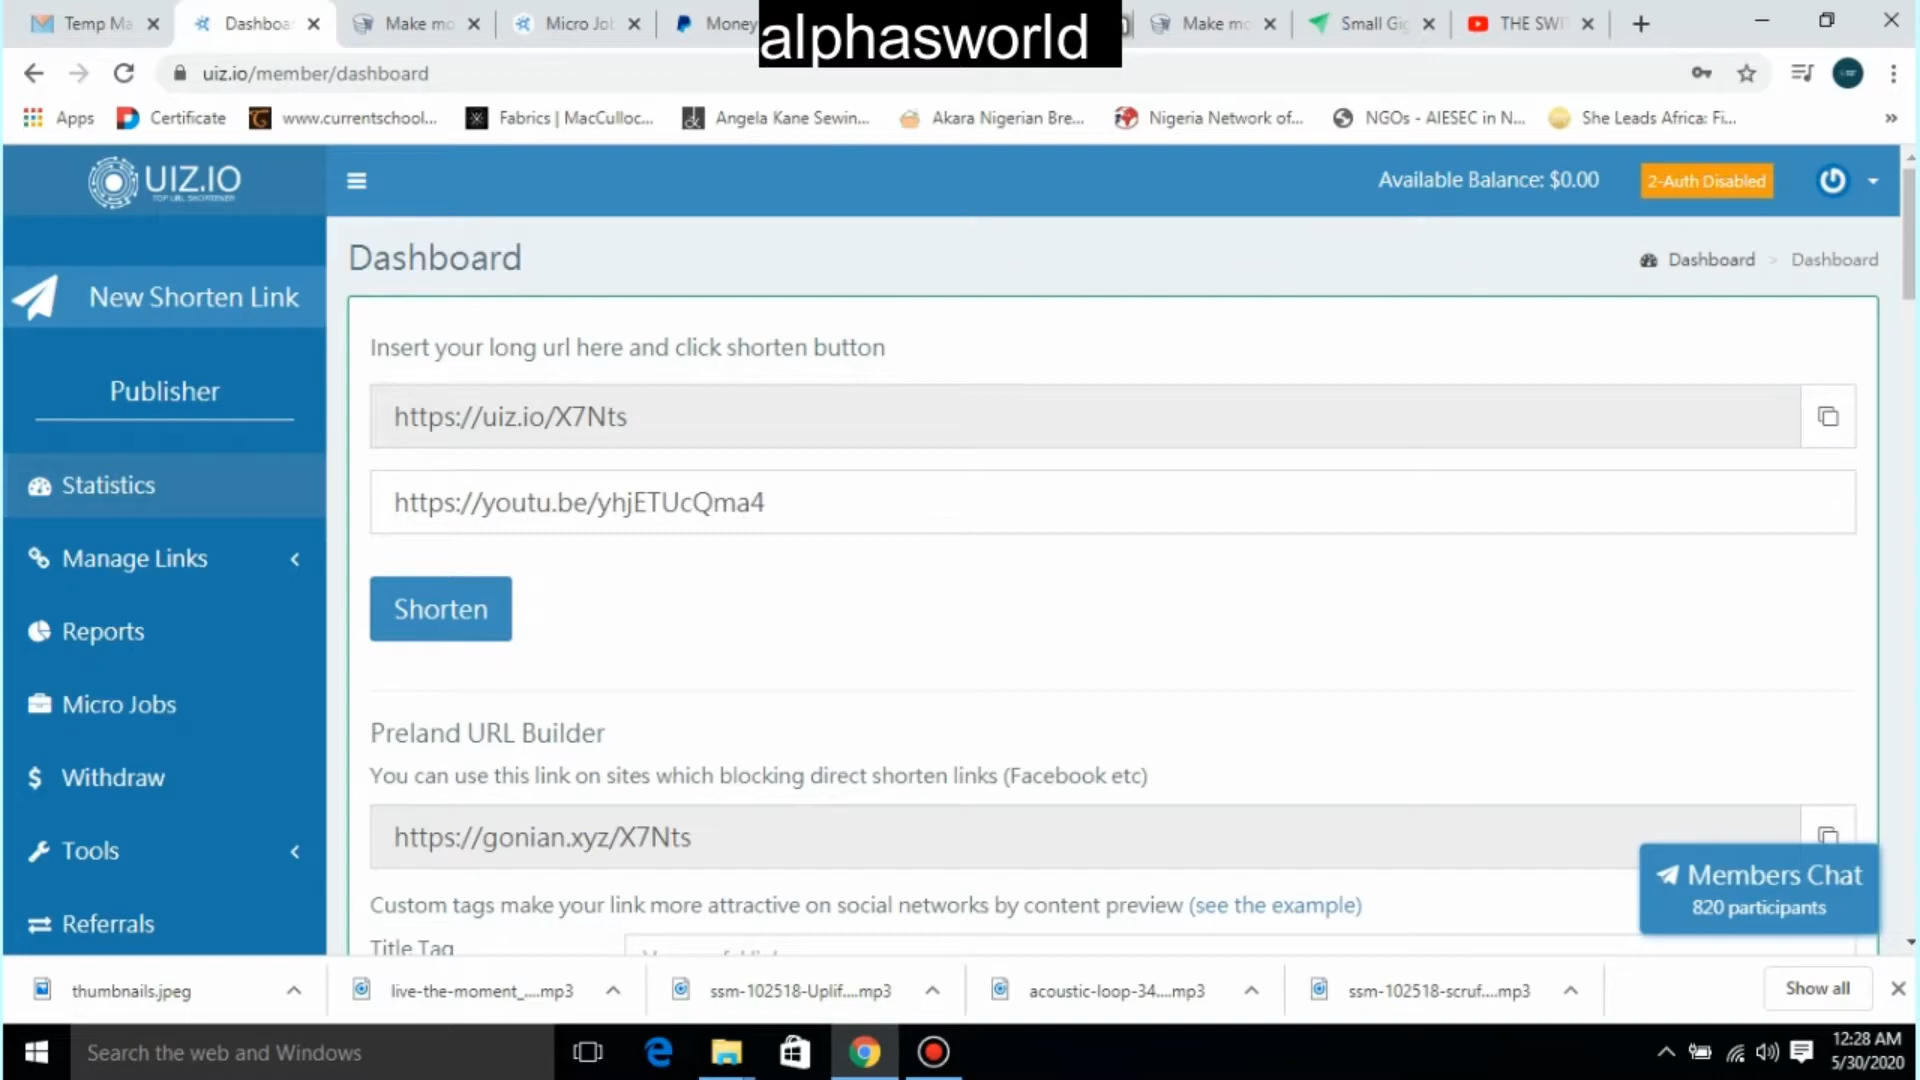 Temp Ma
Dashboa
Make mo
Micro Jo
Money
alphasworld
Make mo
Small Gig
THE SWI
uiz.io/member/dashboard
Apps
Certificate
www.currentschool...
Fabrics | MacCulloc...
Angela Kane Sewin...
Akara Nigerian Bre...
Nigeria Network of...
NGOs - AIESEC in N...
She Leads Africa: Fi...
»
UIZ.IO
TOP URL SHORTENER
Available Balance: $0.00
2-Auth Disabled
New Shorten Link
Publisher
Statistics
Manage Links
Reports
Micro Jobs
Withdraw
Tools
Referrals
Dashboard
Dashboard > Dashboard
Insert your long url here and click shorten button
https://uiz.io/X7Nts
https://youtu.be/yhjETUcQma4
Shorten
Preland URL Builder
You can use this link on sites which blocking direct shorten links (Facebook etc)
https://gonian.xyz/X7Nts
Custom tags make your link more attractive on social networks by content preview (see the example)
Title Tag
Members Chat
820 participants
thumbnails.jpeg
live-the-moment_....mp3
ssm-102518-Uplif....mp3
acoustic-loop-34....mp3
ssm-102518-scruf....mp3
Show all
Search the web and Windows
12:28 AM
5/30/2020